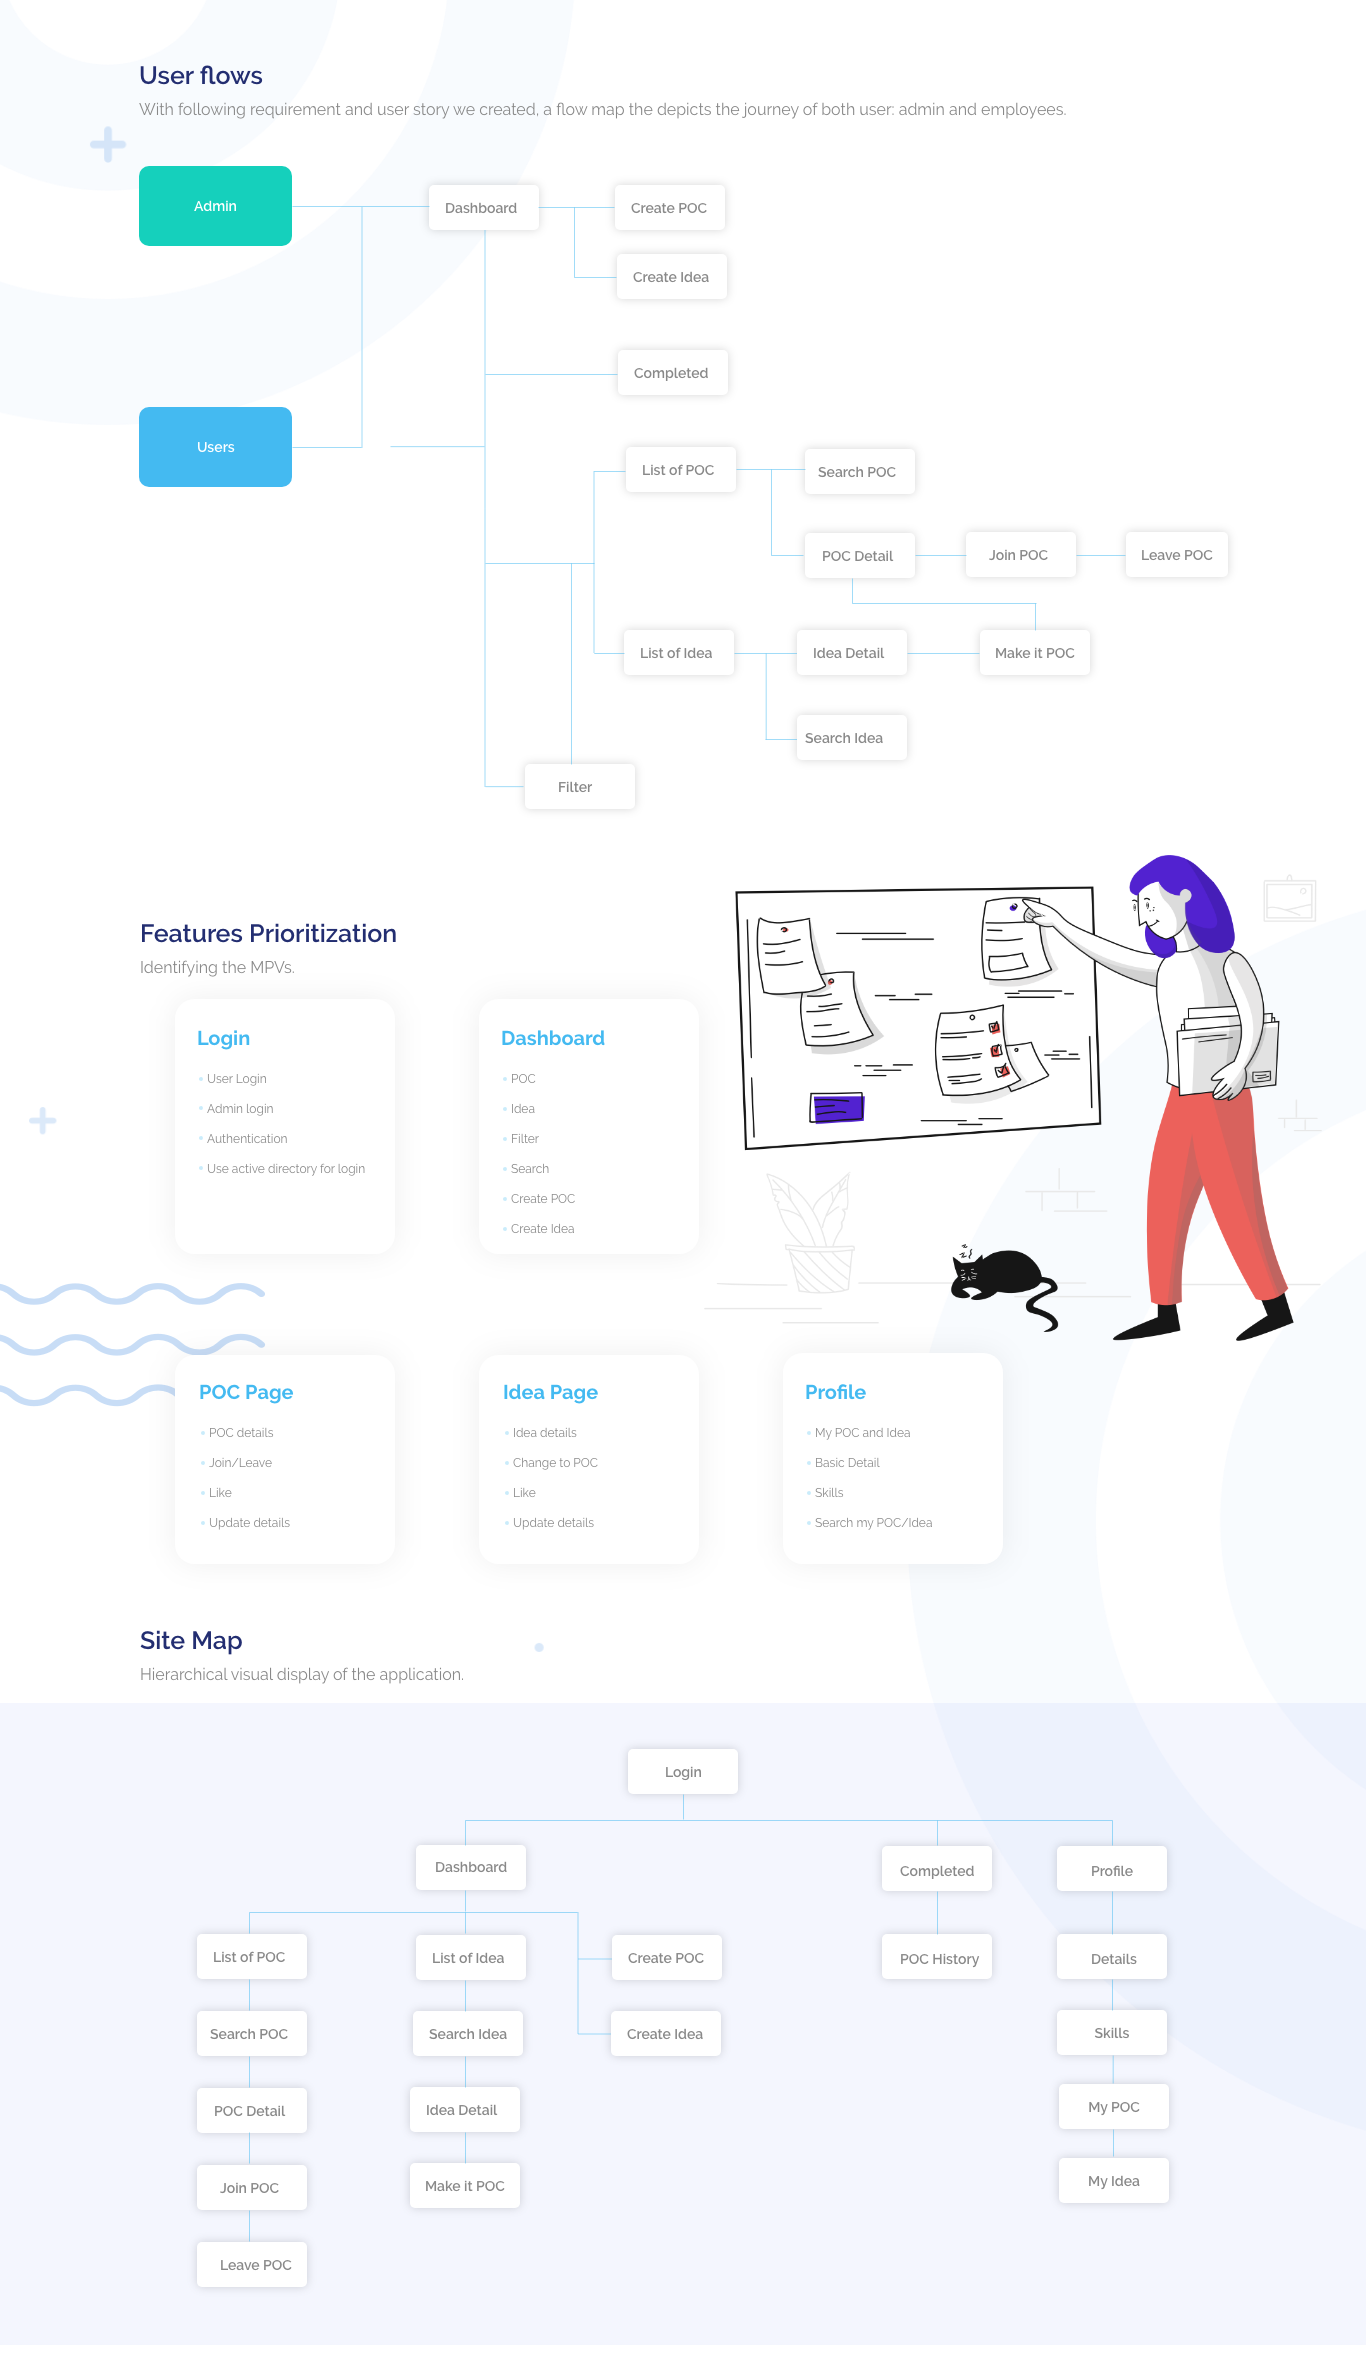 User flows
With following requirement and user story we created, a flow map the depicts the journey of both user: admin and employees.
Admin
Dashboard
Create POC
Create Idea
Completed
Users
List of POC
Search POC
POC Detail
Join POC
Leave POC
List of Idea
Idea Detail
Make it POC
Search Idea
Filter
Features Prioritization
Identifying the MPVs.
Login
User Login
Admin login
Authentication
Use active directory for login
Dashboard
POC
Idea
Filter
Search
Create POC
Create Idea
POC Page
POC details
Join/Leave
Like
Update details
Idea Page
Idea details
Change to POC
Like
Update details
Profile
My POC and Idea
Basic Detail
Skills
Search my POC/Idea
Site Map
Hierarchical visual display of the application.
Login
Dashboard
Completed
Profile
List of POC
List of Idea
Create POC
POC History
Details
Search POC
Search Idea
Create Idea
Skills
POC Detail
Idea Detail
My POC
Join POC
Make it POC
My Idea
Leave POC